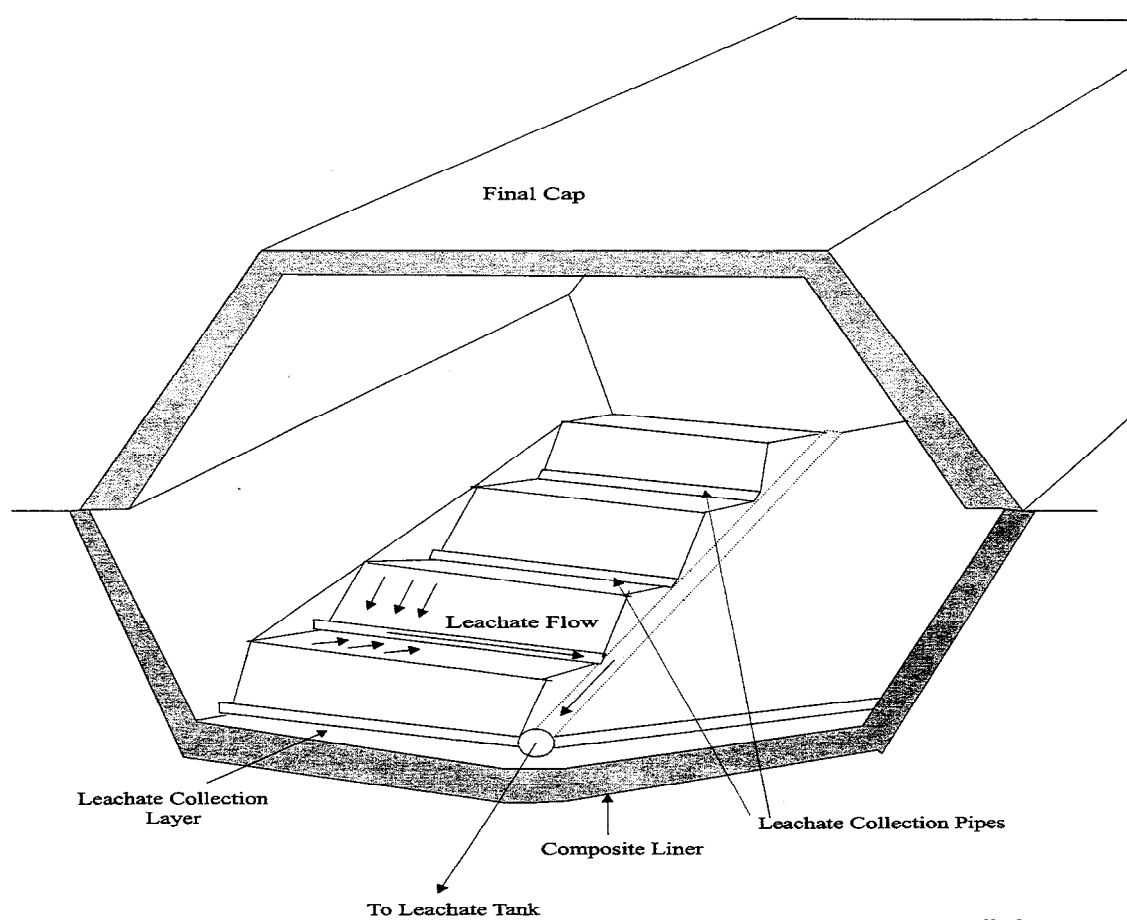 Final Cap
Leachate Flow
Leachate Collection
Layer
Leachate Collection Pipes
Composite Liner
To Leachate Tank